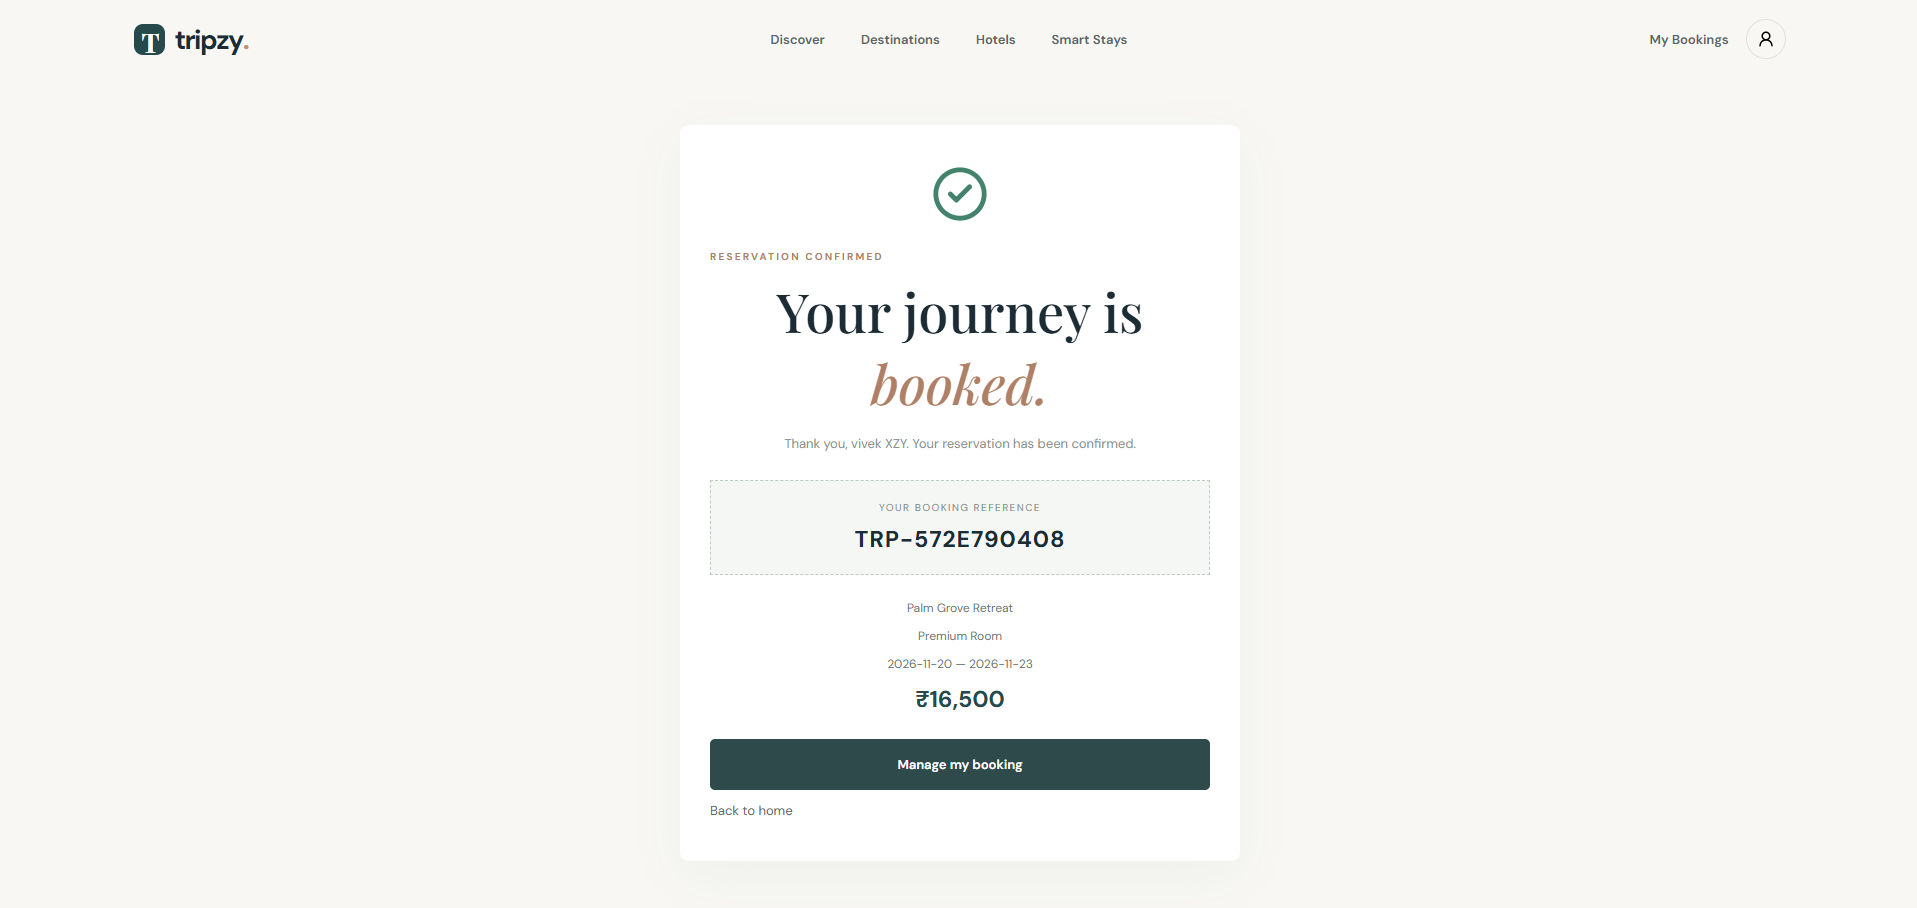 T tripzy.
Discover Destinations Hotels Smart Stays
My Bookings
RESERVATION CONFIRMED
Your journey is
booked.
Thank you, vivek XZY. Your reservation has been confirmed.
YOUR BOOKING REFERENCE
TRP-572E790408
Palm Grove Retreat
Premium Room
2026-11-20 — 2026-11-23
₹16,500
Manage my booking
Back to home